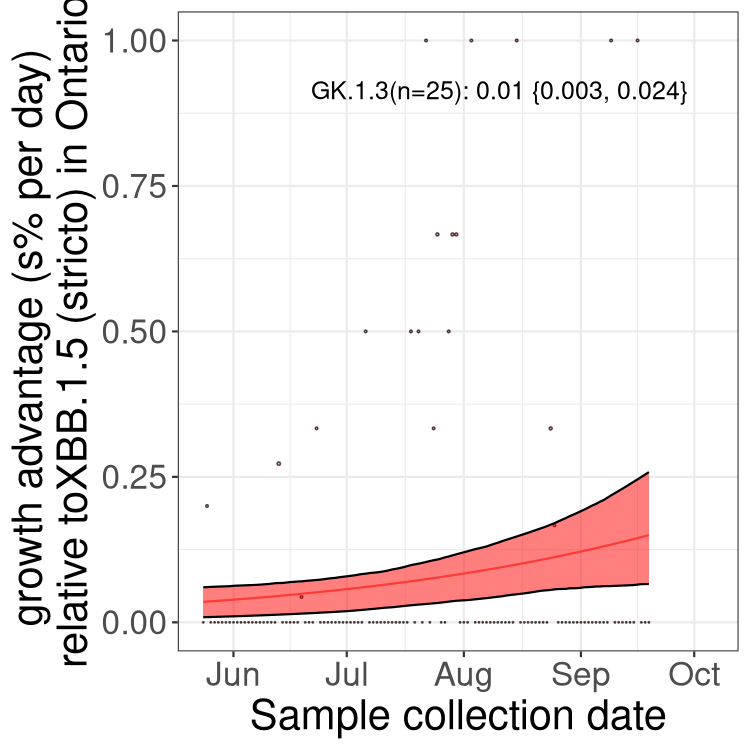 growth advantage (s% per day)
relative toXBB.1.5 (stricto) in Ontario
1.00
0.75
0.50
0.25
0.00
GK.1.3(n=25): 0.01 {0.003, 0.024}
Jun
Jul
Aug
Sep
Oct
Sample collection date